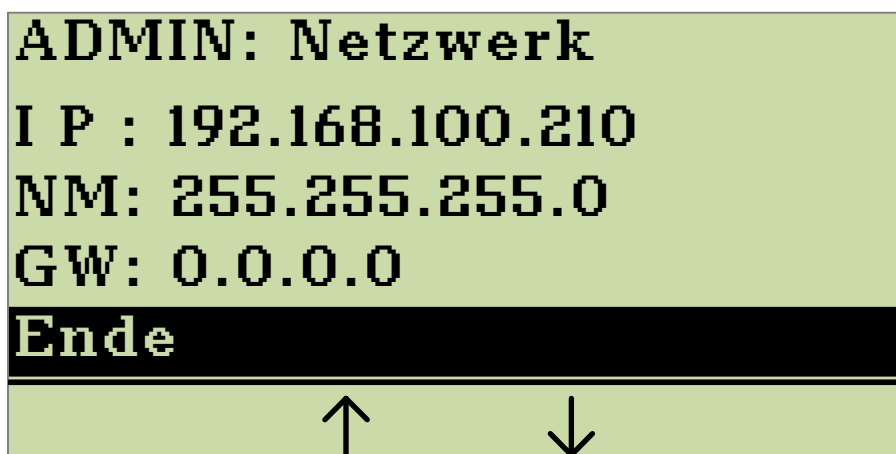 ADMIN: Netzwerk
I P : 192.168.100.210
NM: 255.255.255.0
GW: 0.0.0.0
Ende